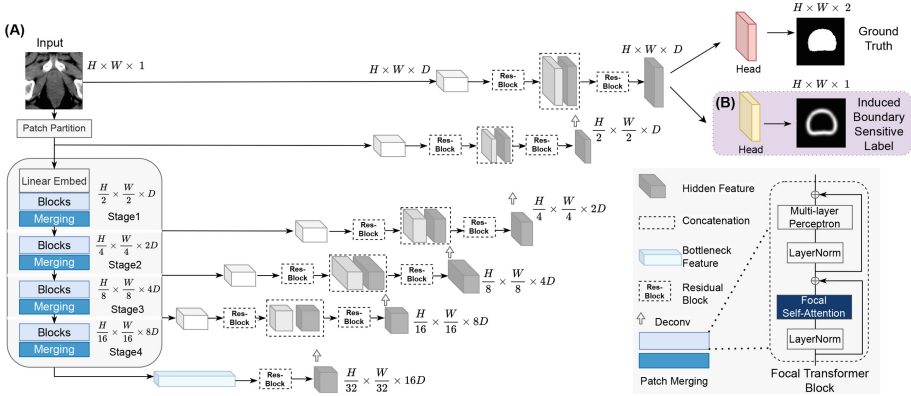 (A)
Input
H × W × 1
Patch Partition
Linear Embed
Blocks
Merging
H/2 × W/2 × D
Stage1
Blocks
Merging
H/4 × W/4 × 2D
Stage2
Blocks
Merging
H/8 × W/8 × 4D
Stage3
Blocks
Merging
H/16 × W/16 × 8D
Stage4
H × W × D
Res-
Block
Res-
Block
H × W × D
Res-
Block
Res-
Block
H/2 × W/2 × D
Res-
Block
Res-
Block
H/4 × W/4 × 2D
Res-
Block
Res-
Block
H/8 × W/8 × 4D
Res-
Block
Res-
Block
H/16 × W/16 × 8D
Res-
Block
H/32 × W/32 × 16D
Head
H × W × 2
Ground
Truth
(B)
Head
H × W × 1
Induced
Boundary
Sensitive
Label
Hidden Feature
Concatenation
Bottleneck
Feature
Res-
Block
Residual
Block
Deconv
Patch Merging
Multi-layer
Perceptron
LayerNorm
Focal
Self-Attention
LayerNorm
Focal Transformer
Block